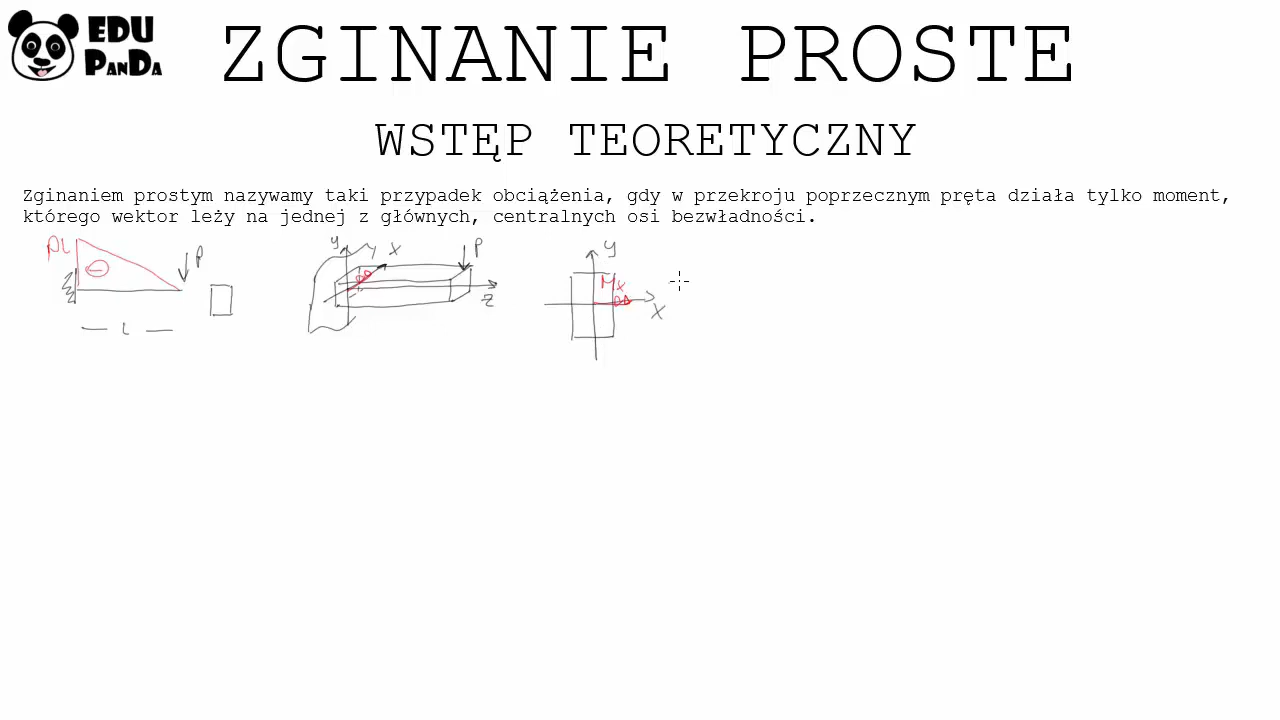 EDU
PANDA
ZGINANIE PROSTE
WSTĘP TEORETYCZNY
Zginaniem prostym nazywamy taki przypadek obciążenia, gdy w przekroju poprzecznym pręta działa tylko moment,
którego wektor leży na jednej z głównych, centralnych osi bezwładności.
PL
P
L
y
x
P
z
y
Mx
x